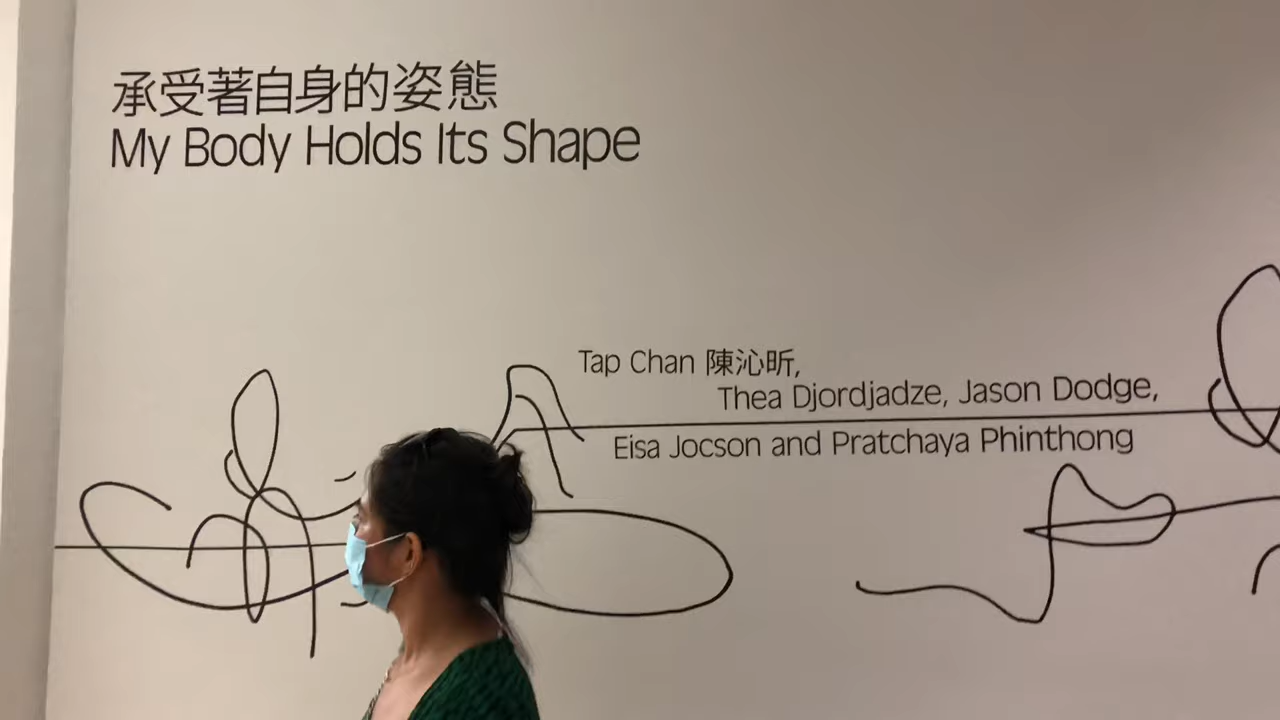 承受著自身的姿態
My Body Holds Its Shape
Tap Chan 陳沁昕,
Thea Djordjadze, Jason Dodge,
Eisa Jocson and Pratchaya Phinthong